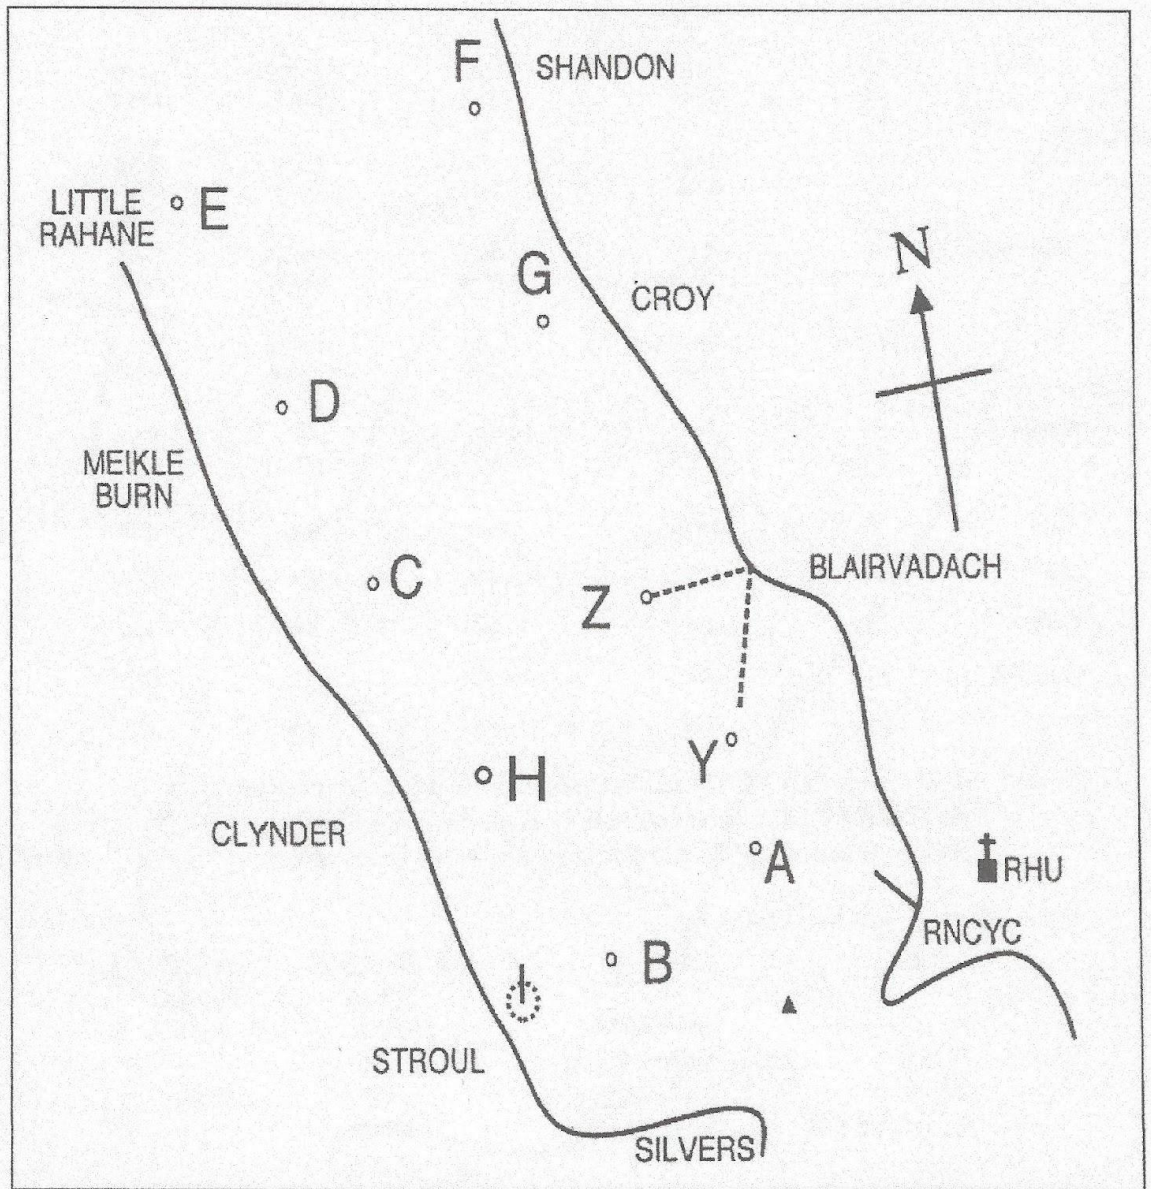 F
SHANDON
LITTLE
RAHANE
E
N
G
CROY
D
MEIKLE
BURN
C
BLAIRVADACH
Z
Y
H
CLYNDER
A
RHU
RNCYC
B
STROUL
SILVERS